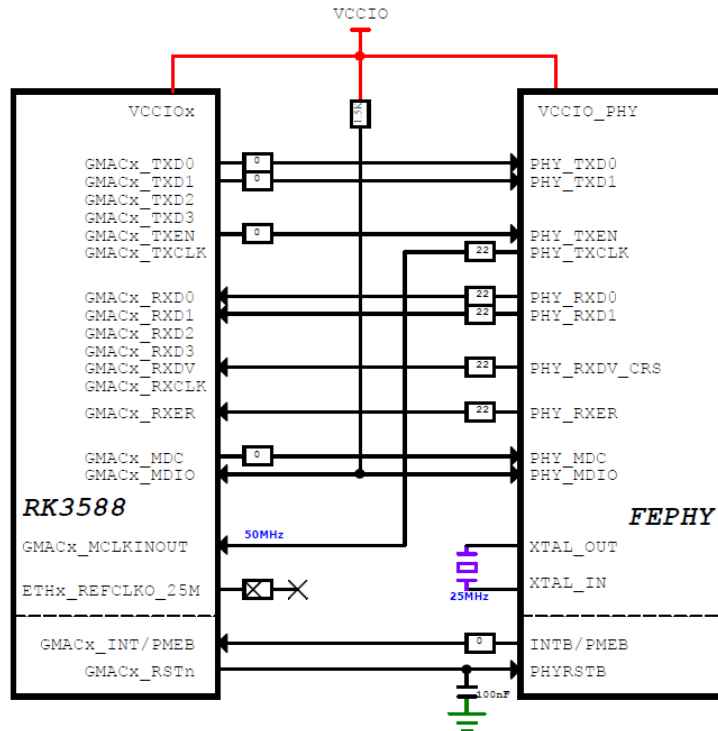 VCCIO
VCCIOx VCCIO_PHY
1.5K
GMACx_TXD0 0 PHY_TXD0
GMACx_TXD1 0 PHY_TXD1
GMACx_TXD2
GMACx_TXD3
GMACx_TXEN 0 PHY_TXEN
GMACx_TXCLK 22 PHY_TXCLK
GMACx_RXD0 22 PHY_RXD0
GMACx_RXD1 22 PHY_RXD1
GMACx_RXD2
GMACx_RXD3
GMACx_RXDV 22 PHY_RXDV_CRS
GMACx_RXCLK
GMACx_RXER 22 PHY_RXER
GMACx_MDC 0 PHY_MDC
GMACx_MDIO PHY_MDIO
RK3588 FEPHY
50MHz
GMACx_MCLKINOUT XTAL_OUT
ETHx_REFCLKO_25M XTAL_IN
25MHz
GMACx_INT/PMEB 0 INTB/PMEB
GMACx_RSTn PHYRSTB
100nF